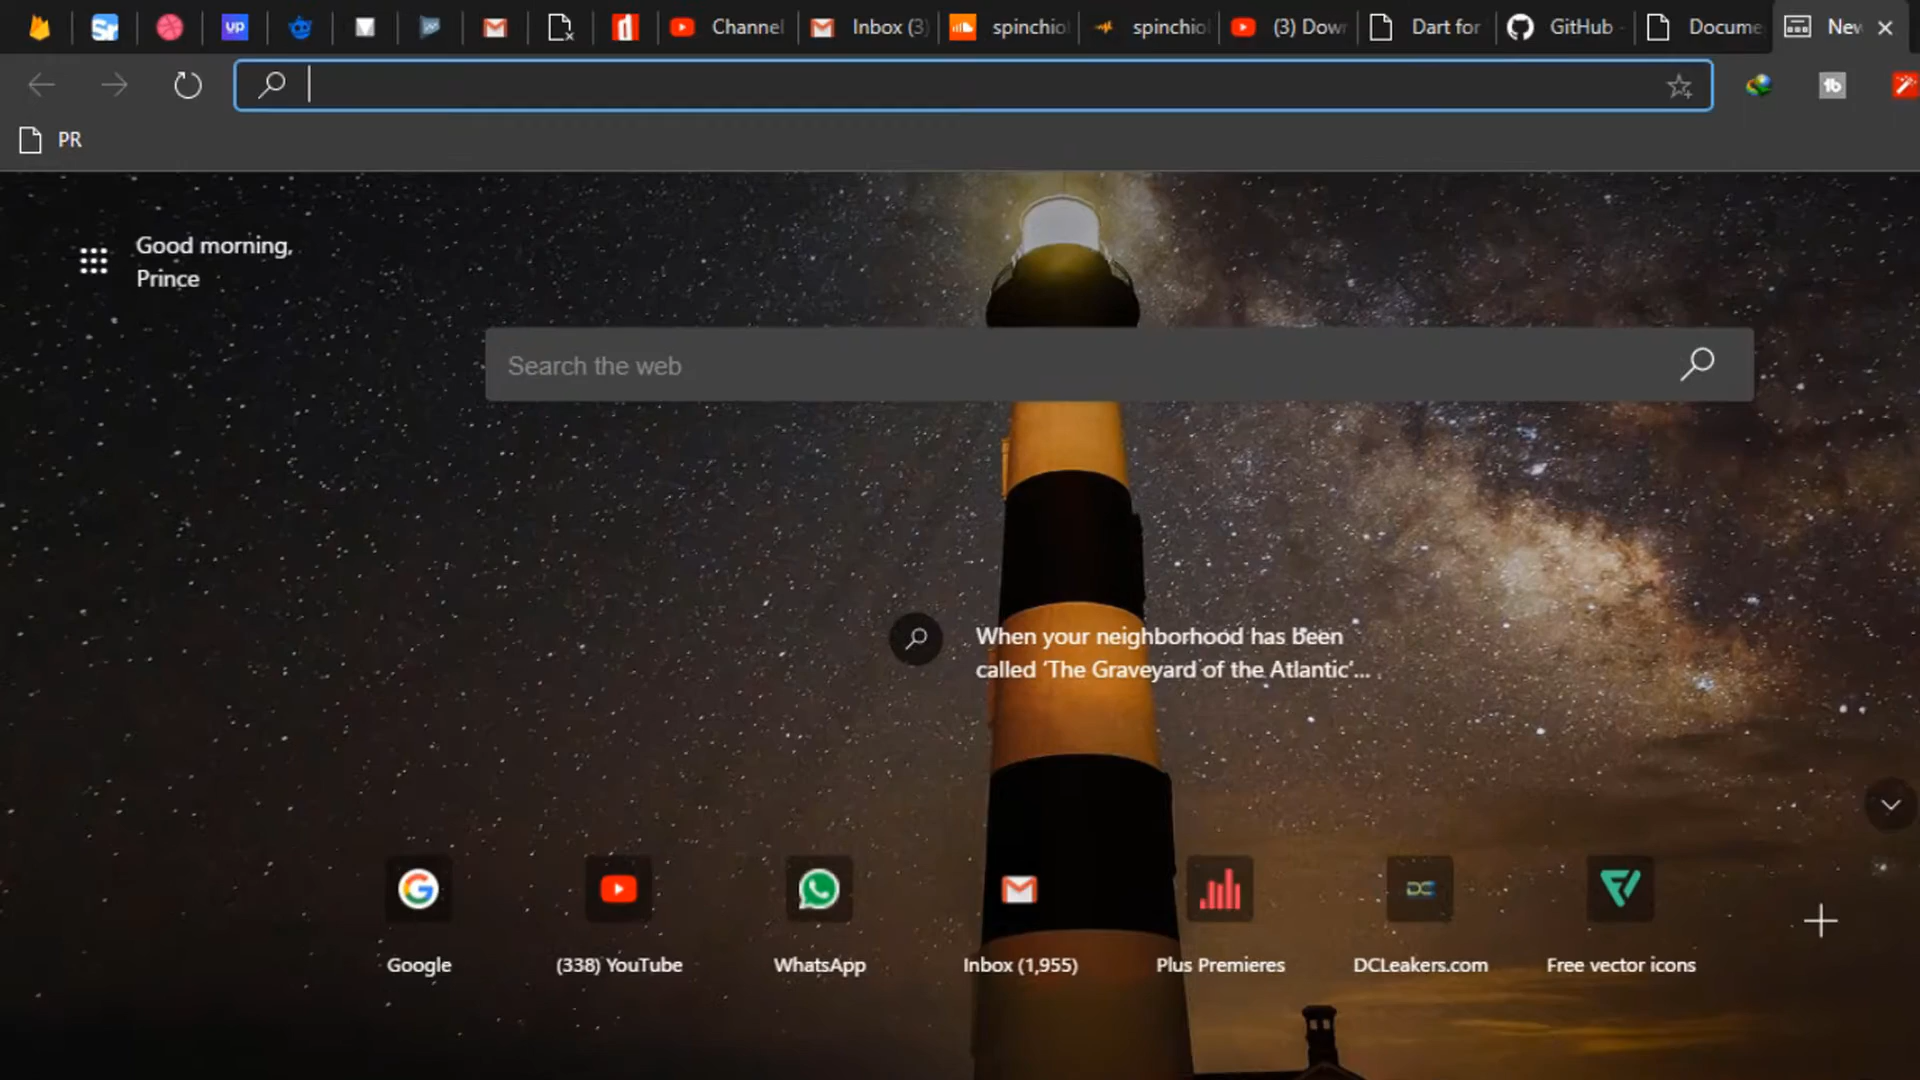 Channel
Inbox (3)
spinchio
spinchio
(3) Dow
Dart for
GitHub -
Docume
New
PR
Good morning,
Prince
Search the web
When your neighborhood has been
called ‘The Graveyard of the Atlantic’...
Google
(338) YouTube
WhatsApp
Inbox (1,955)
Plus Premieres
DCLeakers.com
Free vector icons